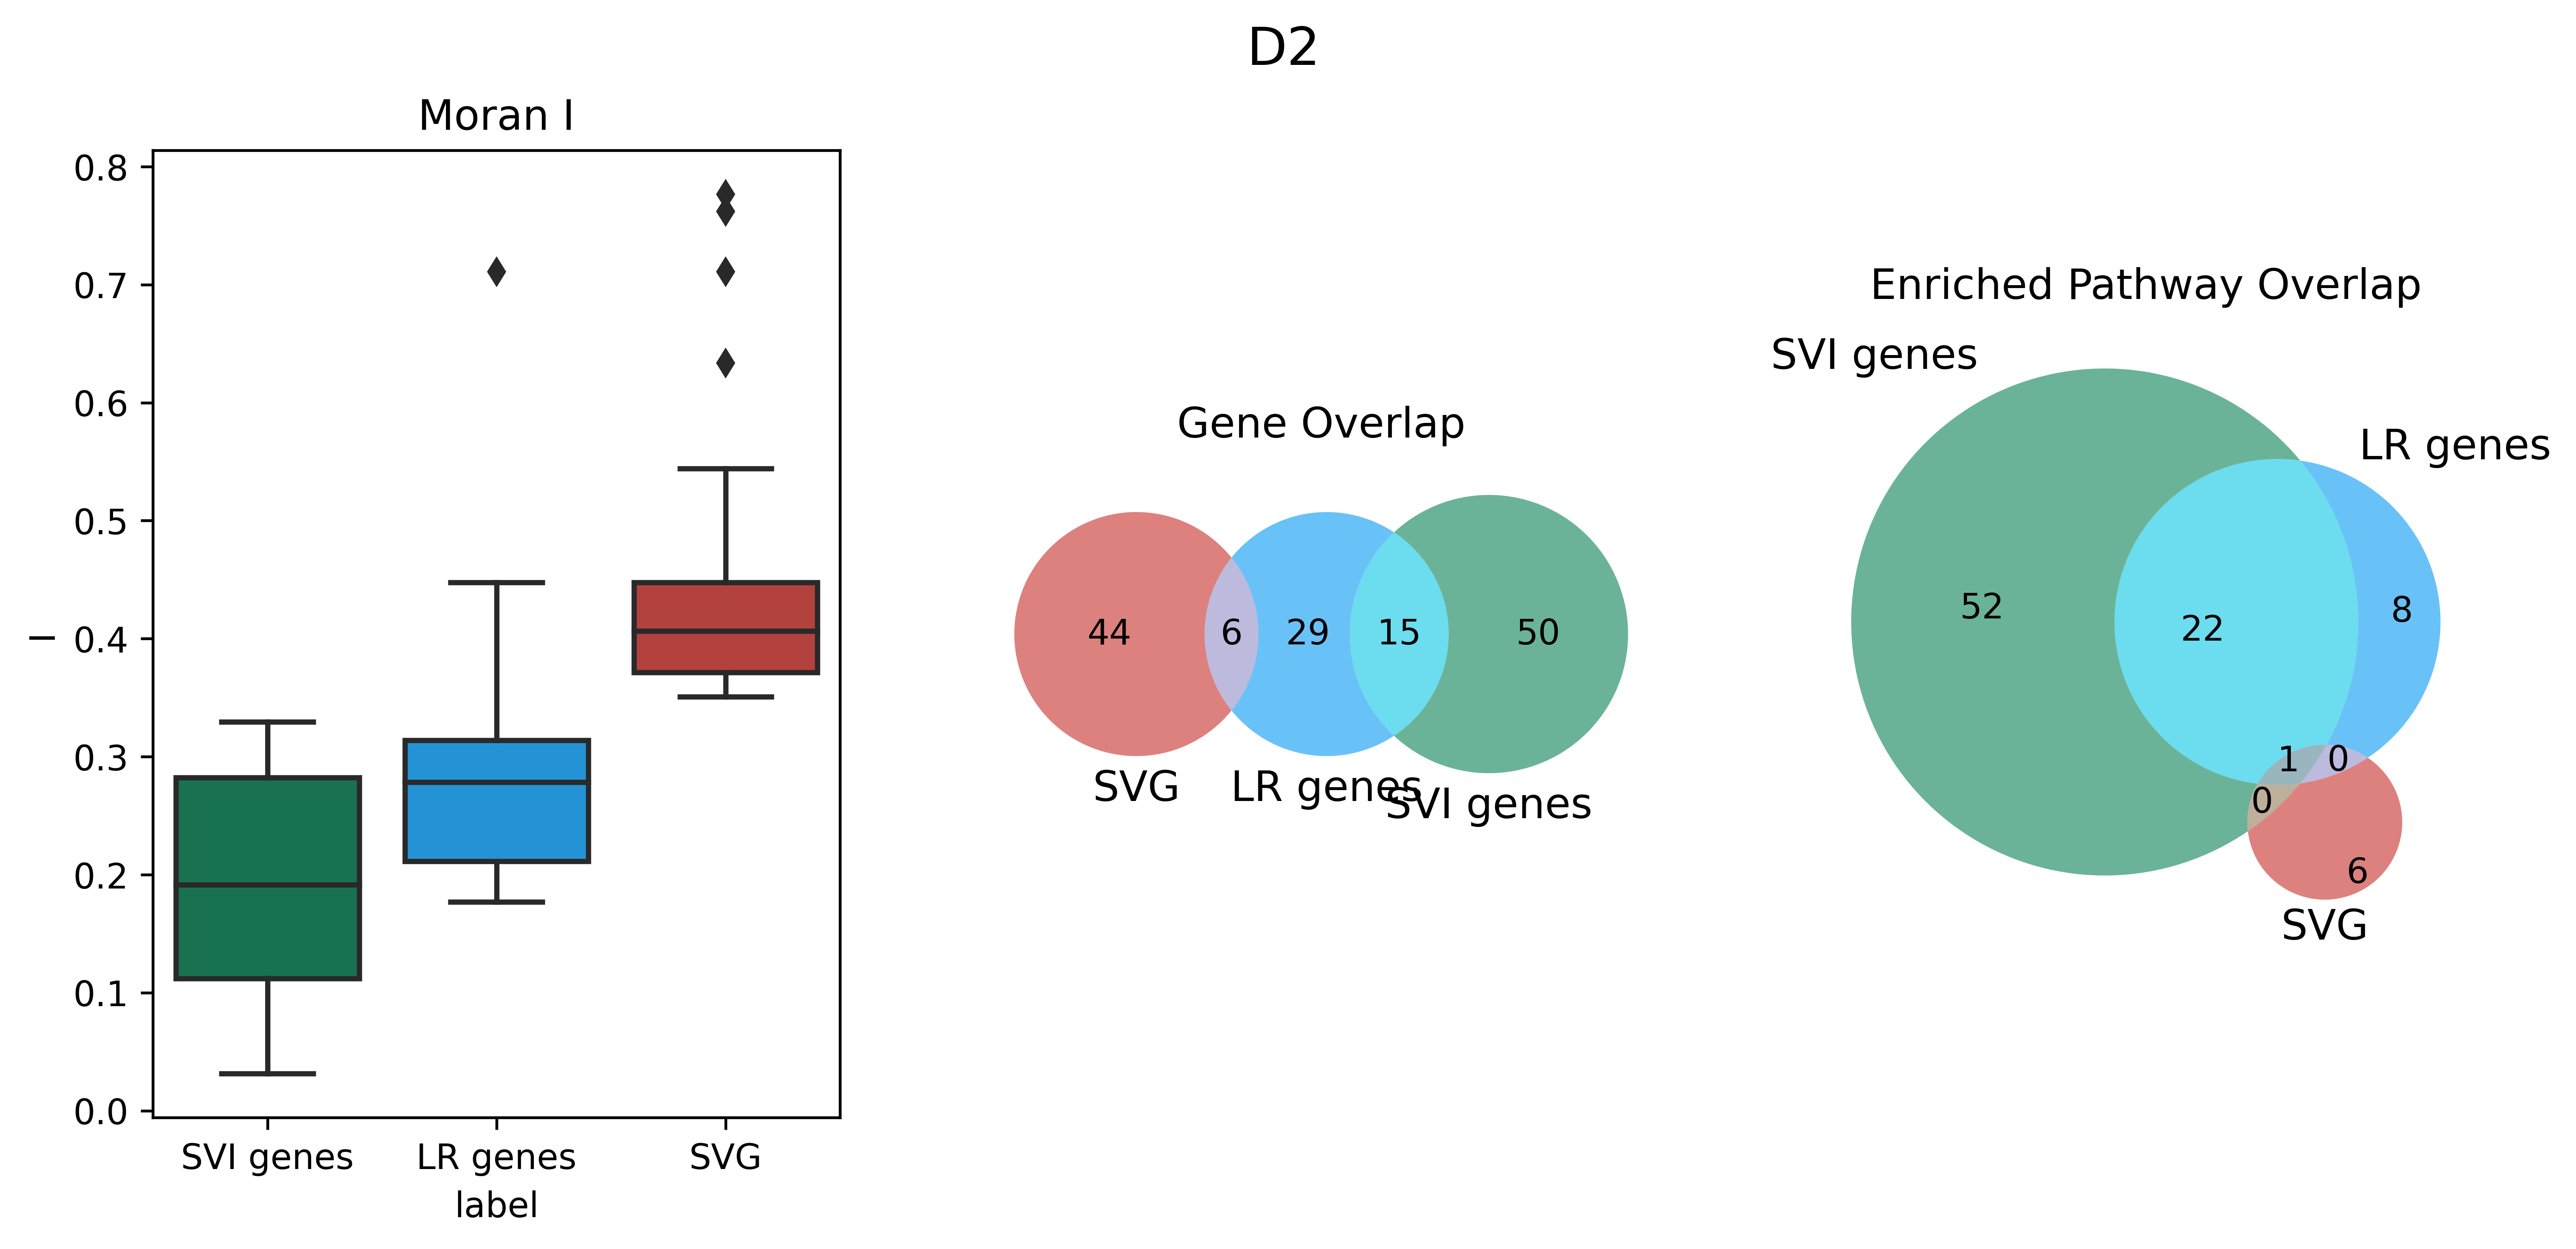 D2
Moran I
0.8
0.7
0.6
0.5
0.4
0.3
0.2
0.1
0.0
I
SVI genes
LR genes
SVG
label
Gene Overlap
44
6
29
15
50
SVG
LR genes
SVI genes
Enriched Pathway Overlap
SVI genes
LR genes
52
22
8
1
0
0
6
SVG